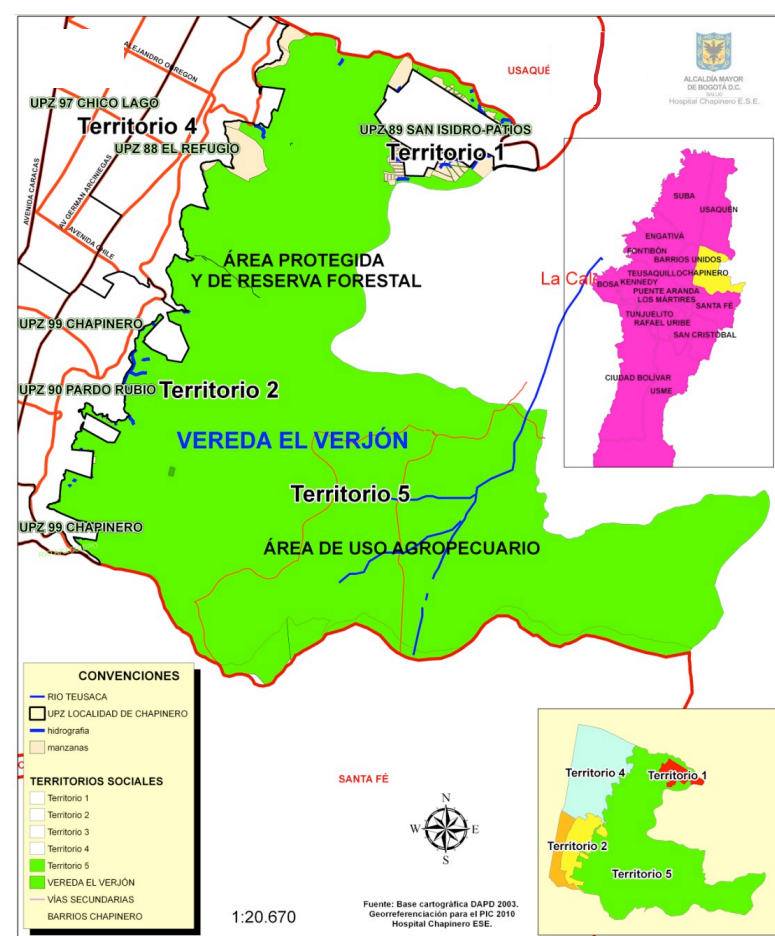 ALEJANDRO OBREGON
USAQUÉ
ALCALDÍA MAYOR
DE BOGOTÁ D.C.
SALUD
Hospital Chapinero E.S.E.
UPZ 97 CHICO LAGO
Territorio 4
UPZ 88 EL REFUGIO
UPZ 89 SAN ISIDRO-PATIOS
Territorio 1
AVENIDA CARACAS
AV GERMAN ARCINIEGAS
AVENIDA CHILE
ÁREA PROTEGIDA
Y DE RESERVA FORESTAL
La Cal
SUBA
USAQUÉN
ENGATIVÁ
FONTIBÓN
BARRIOS UNIDOS
TEUSAQUILLO
CHAPINERO
BOSA
KENNEDY
PUENTE ARANDA
LOS MÁRTIRES
SANTA FÉ
TUNJUELITO
RAFAEL URIBE
SAN CRISTÓBAL
CIUDAD BOLÍVAR
USME
UPZ 99 CHAPINERO
UPZ 90 PARDO RUBIO
Territorio 2
VEREDA EL VERJÓN
Territorio 5
UPZ 99 CHAPINERO
ÁREA DE USO AGROPECUARIO
CONVENCIONES
RIO TEUSACA
UPZ LOCALIDAD DE CHAPINERO
hidrografia
manzanas
TERRITORIOS SOCIALES
Territorio 1
Territorio 2
Territorio 3
Territorio 4
Territorio 5
VEREDA EL VERJÓN
VÍAS SECUNDARIAS
BARRIOS CHAPINERO
SANTA FÉ
N
W
E
S
1:20.670
Fuente: Base cartográfica DAPD 2003.
Georreferenciación para el PIC 2010
Hospital Chapinero ESE.
Territorio 4
Territorio 1
Territorio 2
Territorio 5